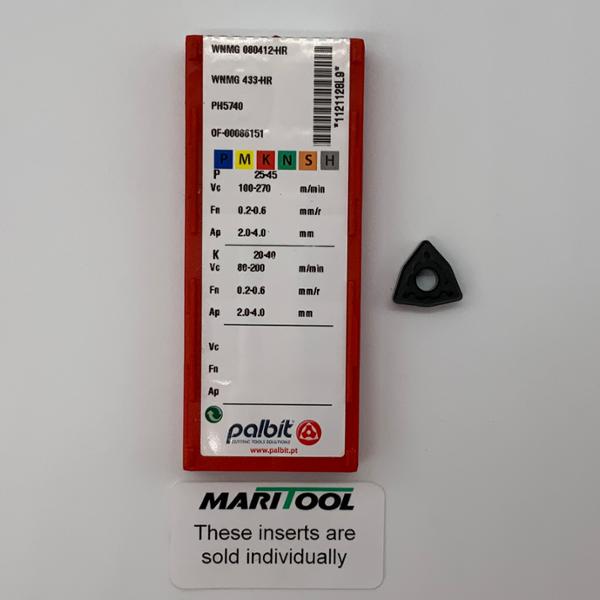 WNMG 080412-HR
WNMG 433-HR
PH5740
OF-00086151
*1121128L9*
P M K N S H
P 25-45
Vc 100-270 m/min
Fn 0.2-0.6 mm/r
Ap 2.0-4.0 mm
K 20-40
Vc 80-200 m/min
Fn 0.2-0.6 mm/r
Ap 2.0-4.0 mm
Vc
Fn
Ap
palbit
CUTTING TOOLS SOLUTIONS
www.palbit.pt
MARITOOL
These inserts are
sold individually